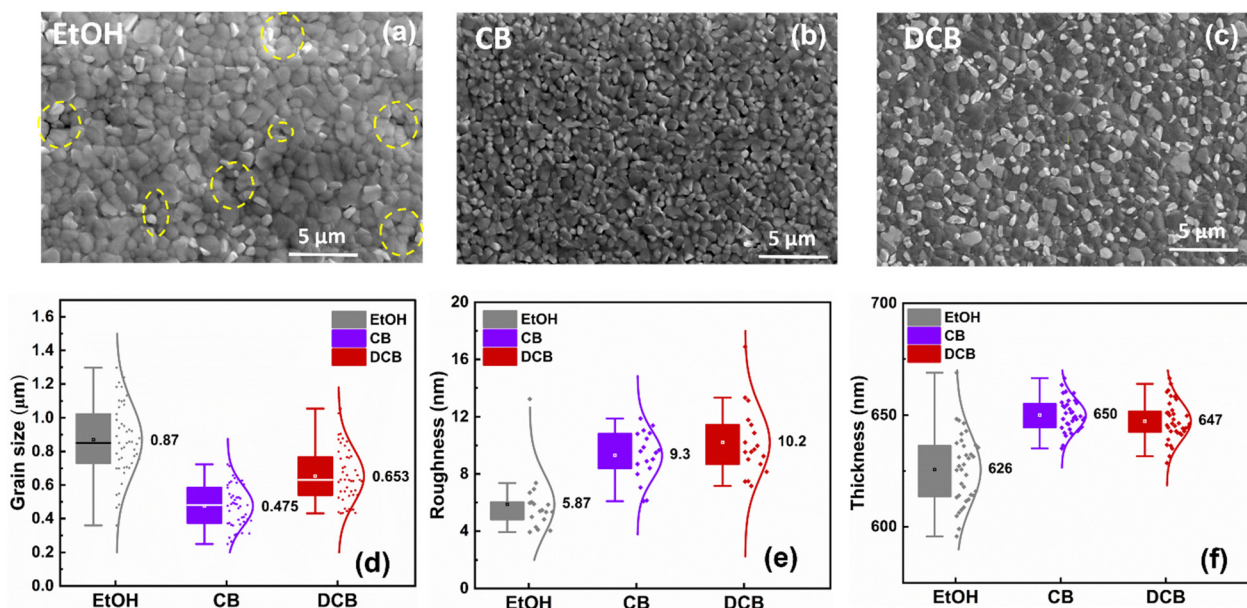 EtOH
(a)
5 µm
CB
(b)
5 µm
DCB
(c)
5 µm
1.6
1.4
1.2
1.0
0.8
0.6
0.4
0.2
0.0
Grain size (µm)
EtOH
CB
DCB
0.87
0.475
0.653
(d)
EtOH
CB
DCB
20
16
12
8
4
0
Roughness (nm)
EtOH
CB
DCB
5.87
9.3
10.2
(e)
EtOH
CB
DCB
700
650
600
Thickness (nm)
EtOH
CB
DCB
626
650
647
(f)
EtOH
CB
DCB